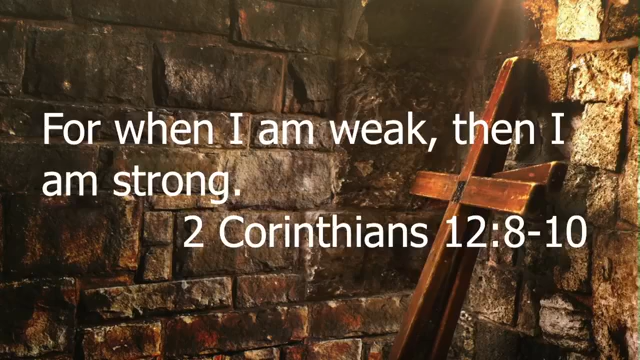 For when I am weak, then I
am strong.
2 Corinthians 12:8-10